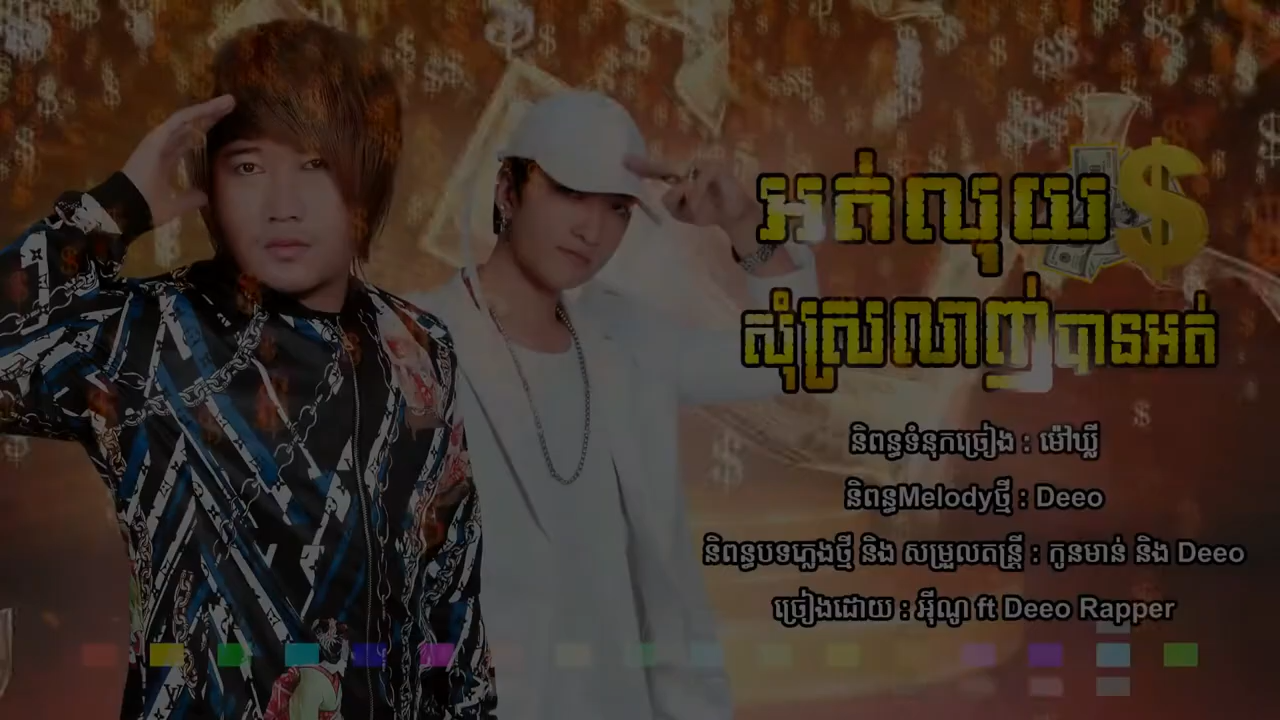 អត់លុយ $
សុំស្រលាញ់បានអត់
និពន្ធទំនុកច្រៀង : ម៉ៅឃ្លី
និពន្ធMelodyថ្មី : Deeo
និពន្ធបទភ្លេងថ្មី និង សម្រួលតន្ត្រី : កូនមាន់ និង Deeo
ច្រៀងដោយ : អ៊ីណូ ft Deeo Rapper